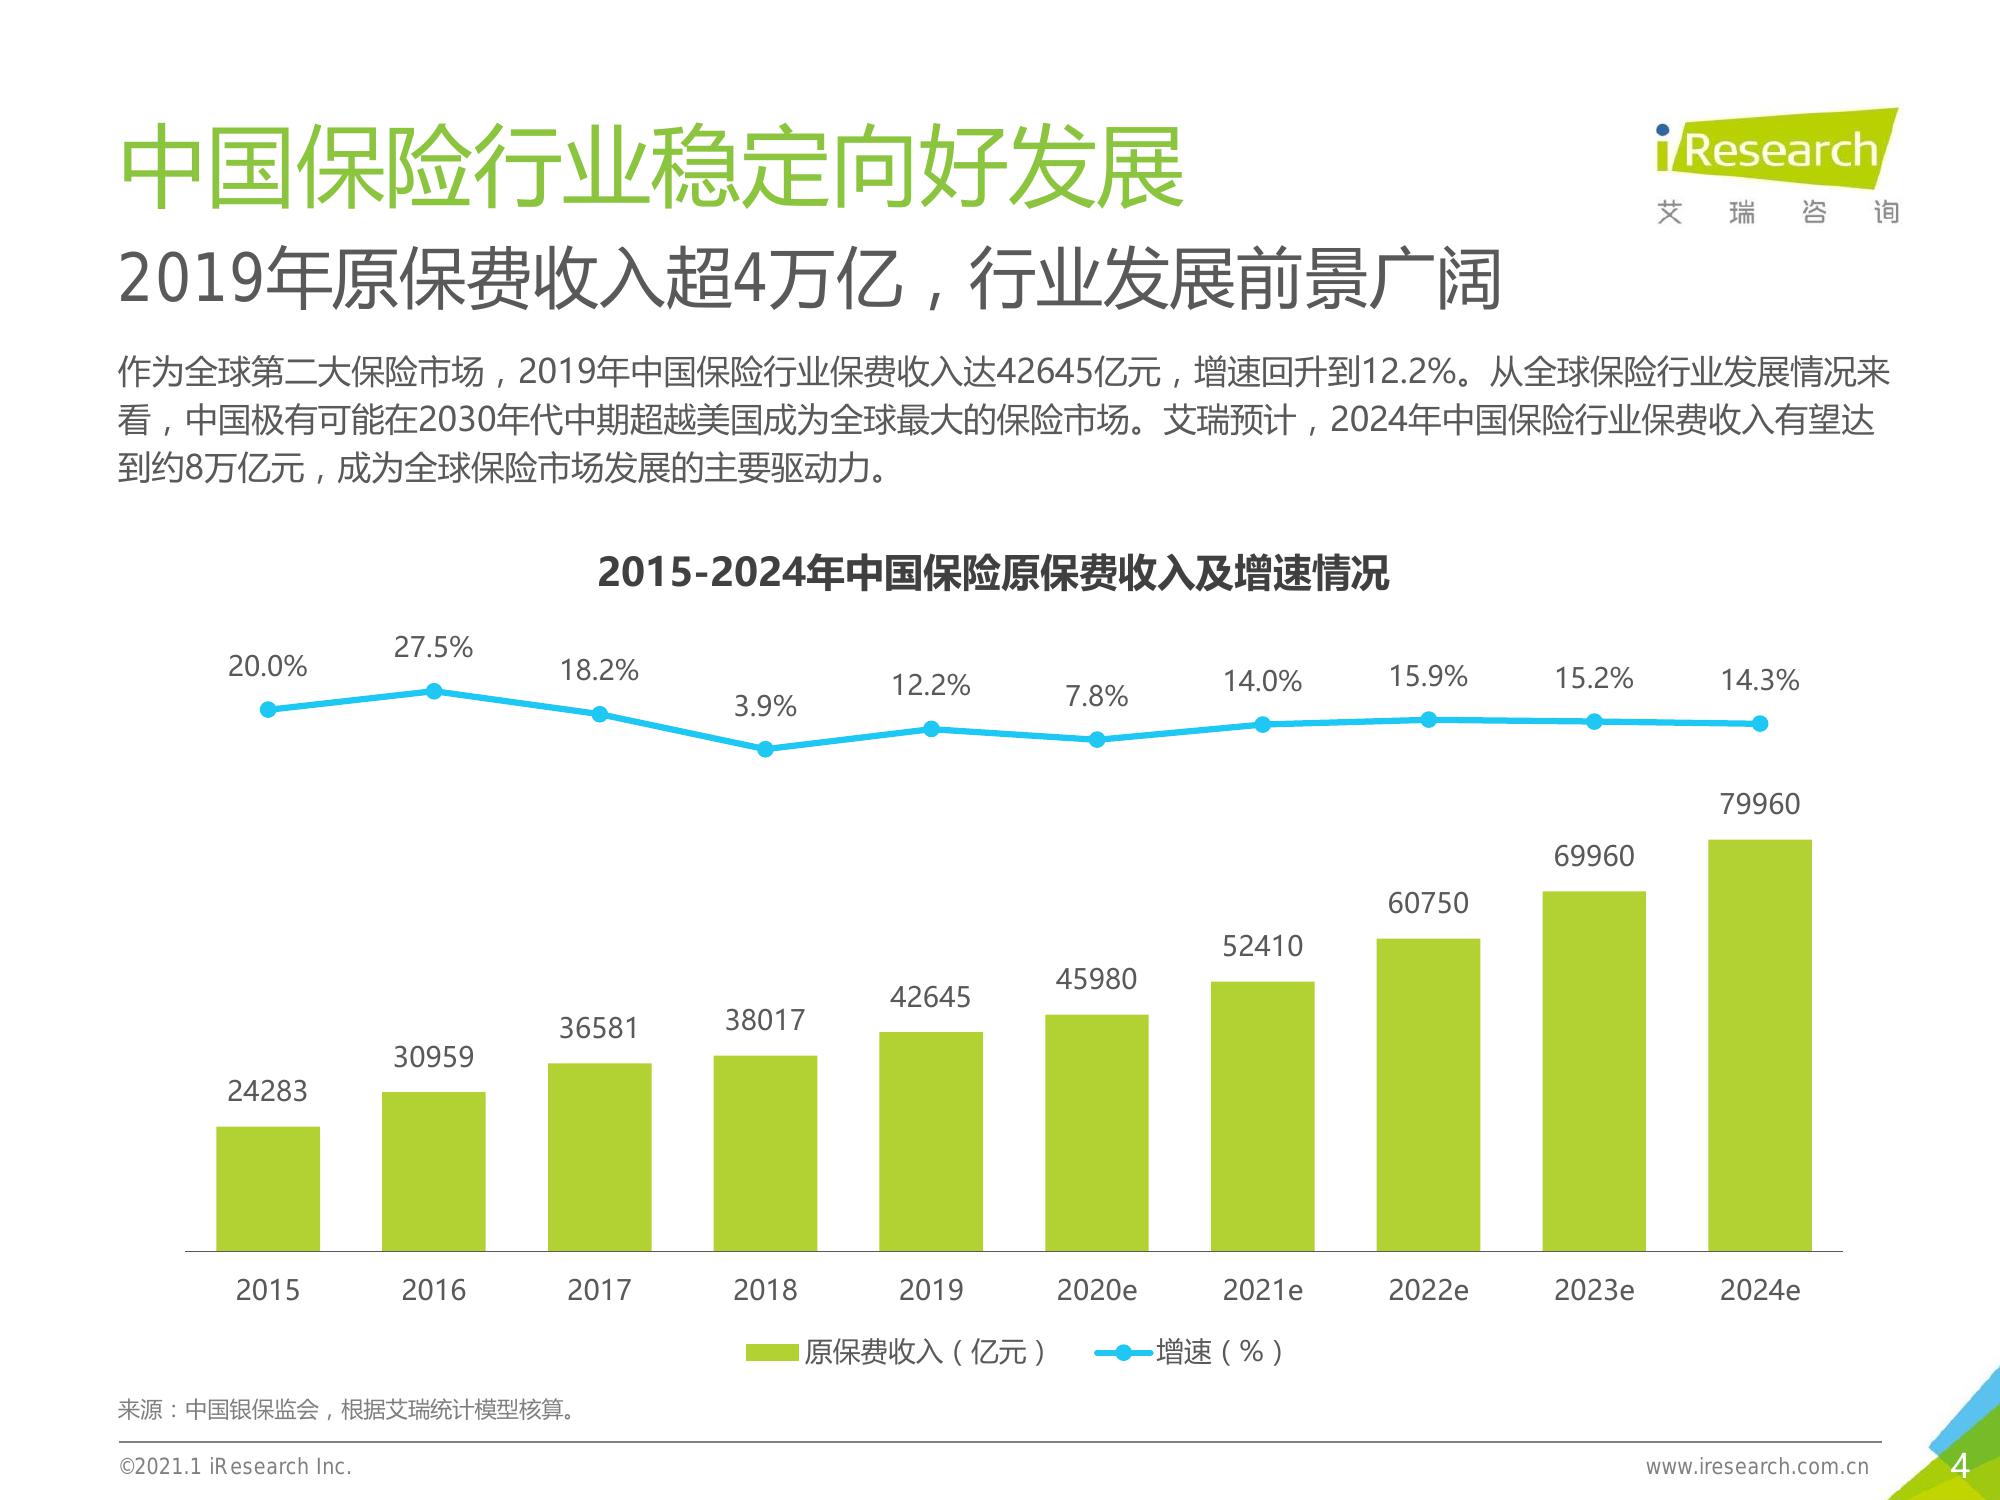 中国保险行业稳定向好发展
iResearch
艾瑞咨询
2019年原保费收入超4万亿，行业发展前景广阔
作为全球第二大保险市场，2019年中国保险行业保费收入达42645亿元，增速回升到12.2%。从全球保险行业发展情况来
看，中国极有可能在2030年代中期超越美国成为全球最大的保险市场。艾瑞预计，2024年中国保险行业保费收入有望达
到约8万亿元，成为全球保险市场发展的主要驱动力。
2015-2024年中国保险原保费收入及增速情况
20.0% 27.5% 18.2% 3.9% 12.2% 7.8% 14.0% 15.9% 15.2% 14.3%
24283 30959 36581 38017 42645 45980 52410 60750 69960 79960
2015 2016 2017 2018 2019 2020e 2021e 2022e 2023e 2024e
原保费收入（亿元） 增速（%）
来源：中国银保监会，根据艾瑞统计模型核算。
©2021.1 iResearch Inc. www.iresearch.com.cn 4